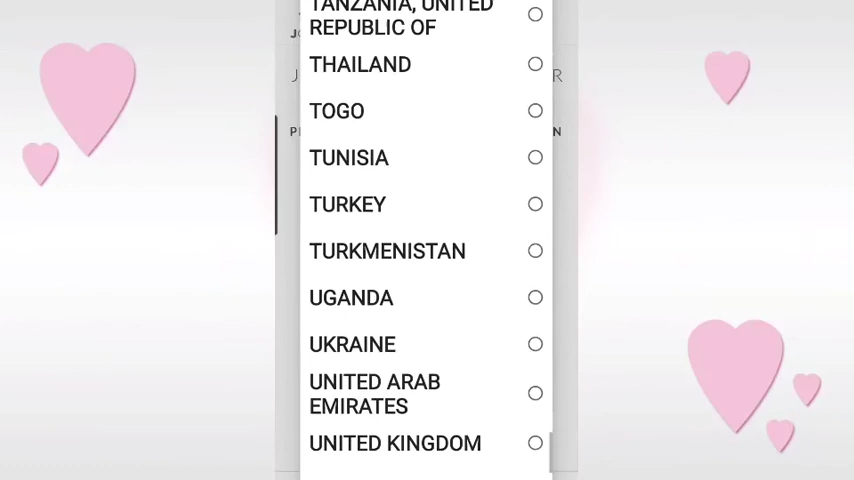 TANZANIA, UNITED
REPUBLIC OF
THAILAND
TOGO
TUNISIA
TURKEY
TURKMENISTAN
UGANDA
UKRAINE
UNITED ARAB
EMIRATES
UNITED KINGDOM